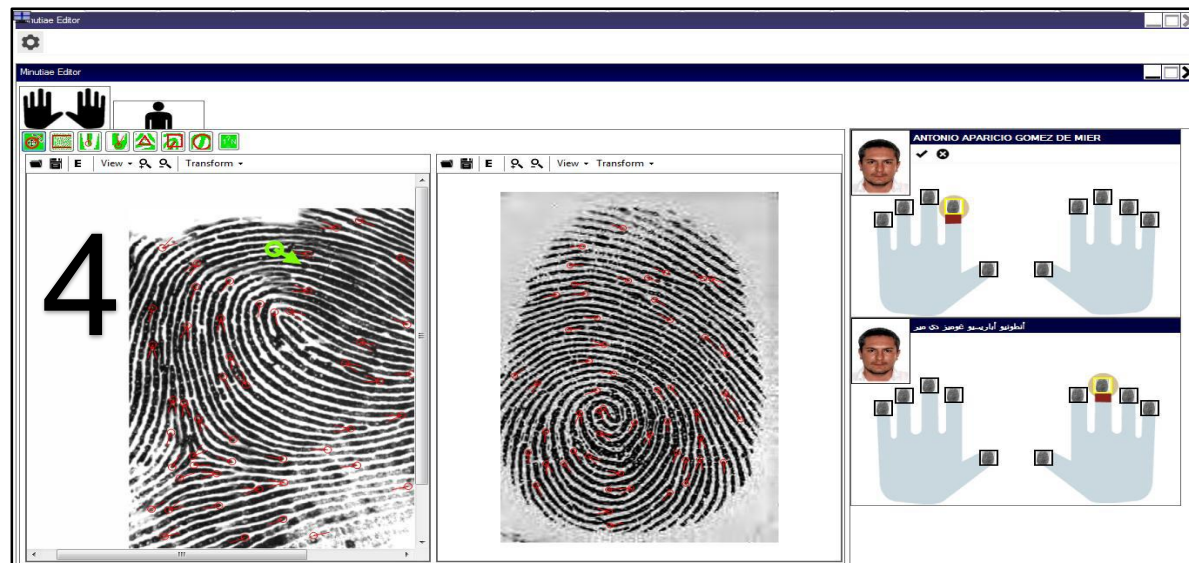 Minutiae Editor
Minutiae Editor
E View Transform
E View Transform
4
ANTONIO APARICIO GOMEZ DE MIER
أنطونيو أباريسيو غوميز دي مير